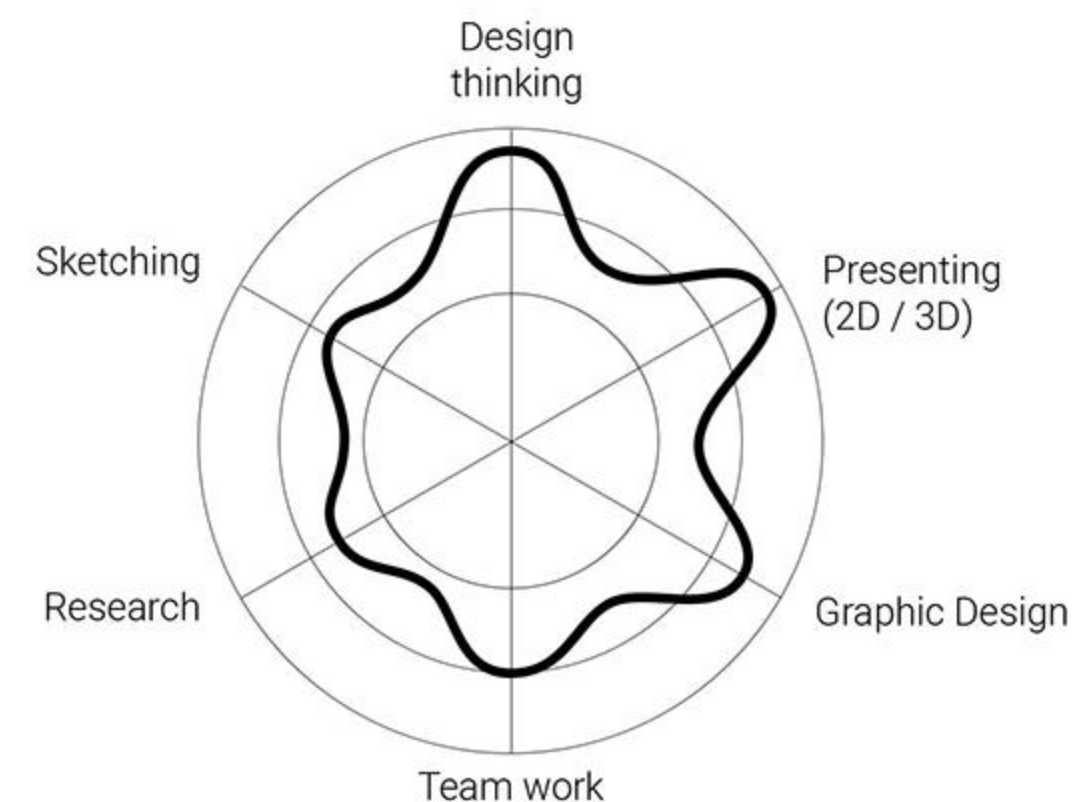 Design
thinking
Sketching
Presenting
(2D / 3D)
Research
Graphic Design
Team work